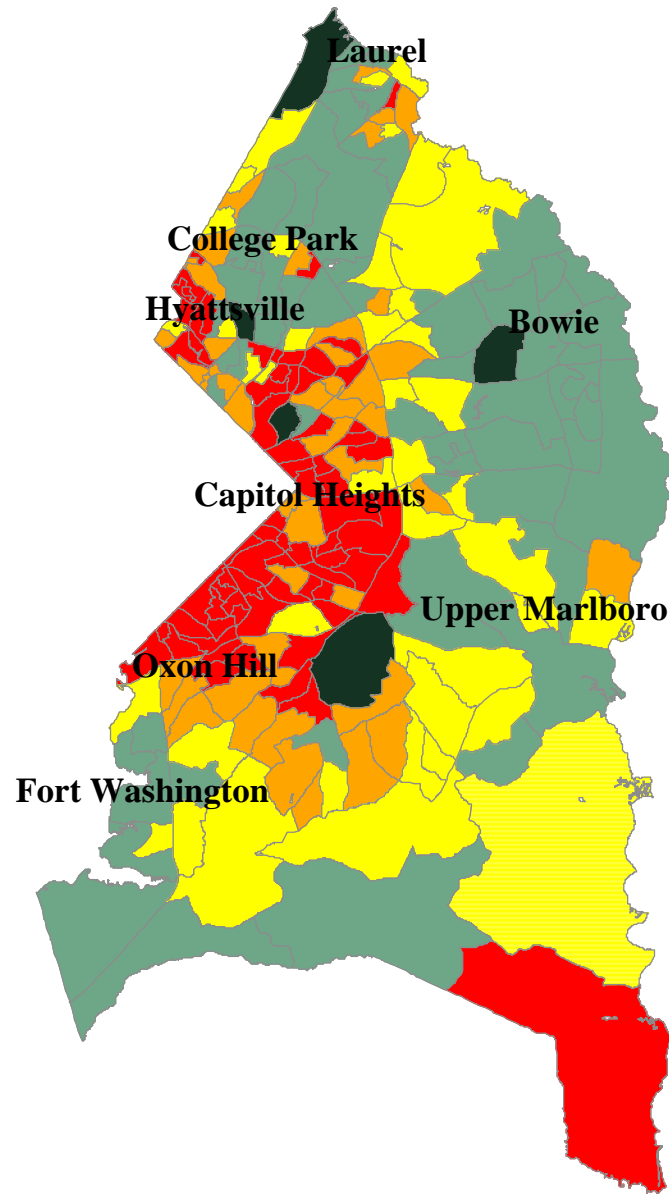 Laurel
College Park
Hyattsville
Bowie
Capitol Heights
Upper Marlboro
Oxon Hill
Fort Washington